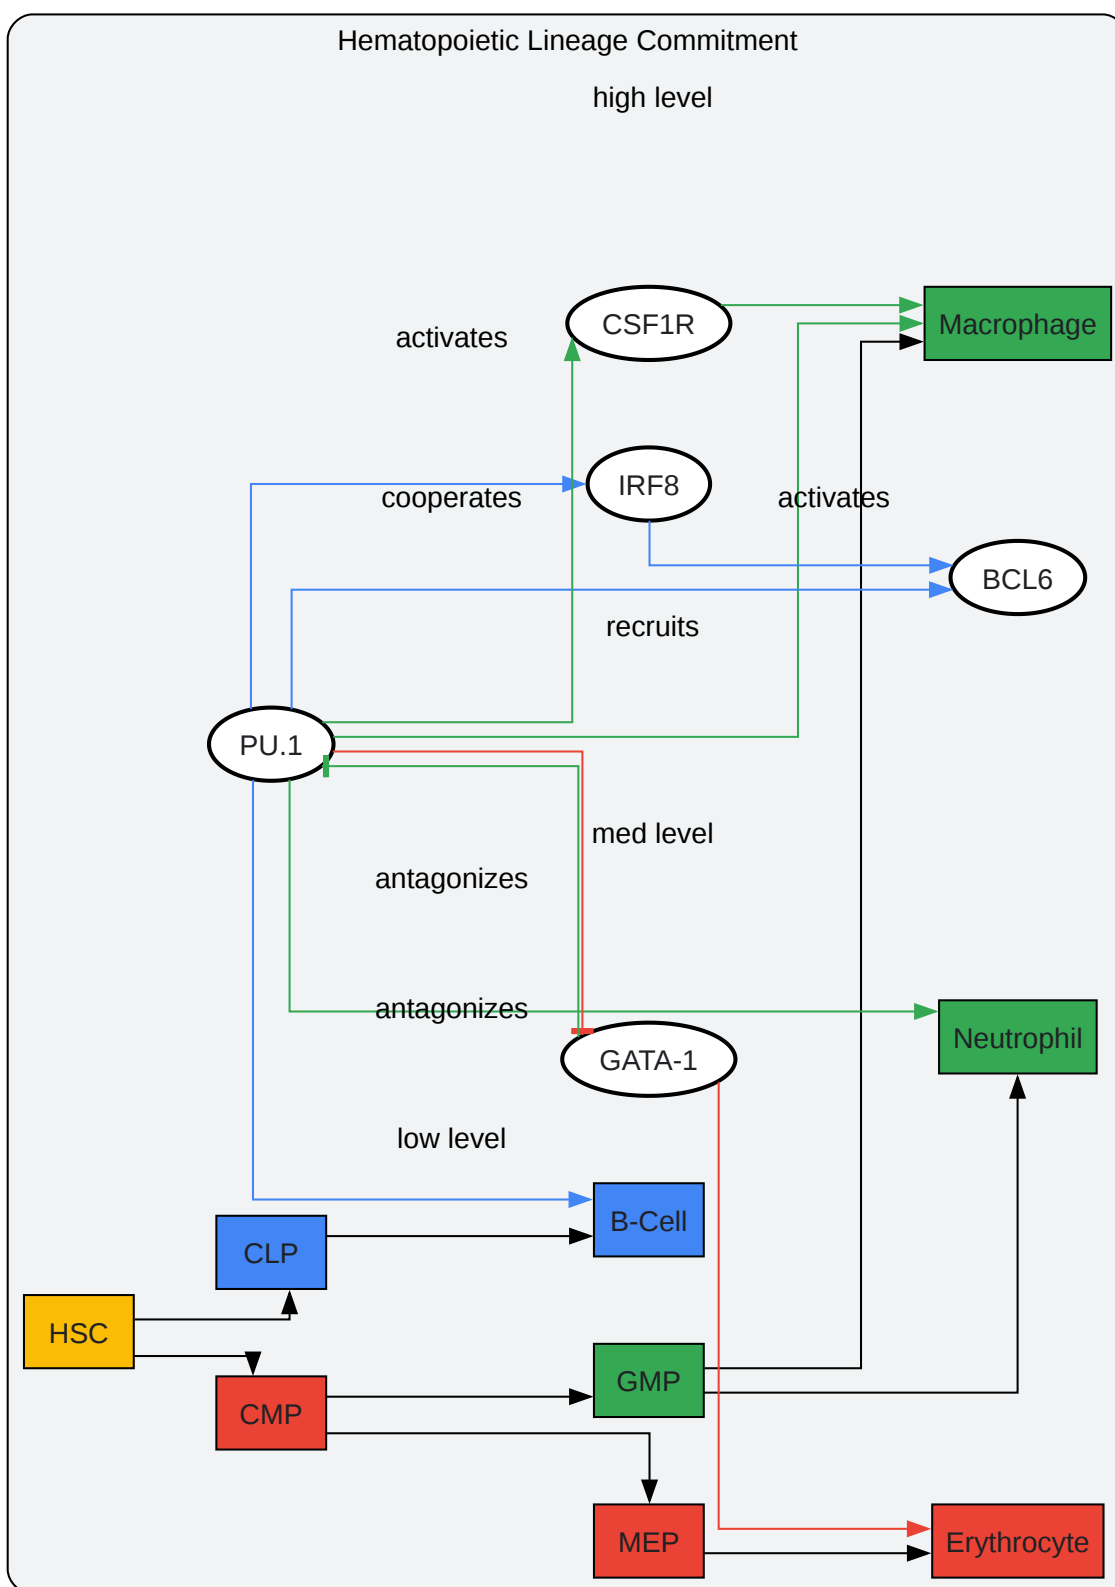 Hematopoietic Lineage Commitment
high level
CSF1R
Macrophage
activates
IRF8
cooperates
activates
BCL6
recruits
PU.1
med level
antagonizes
antagonizes
Neutrophil
GATA-1
low level
B-Cell
CLP
HSC
GMP
CMP
MEP
Erythrocyte